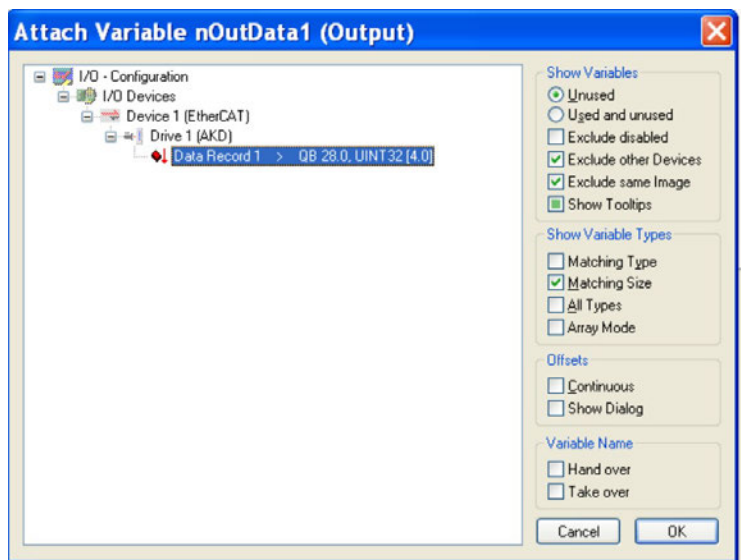 Attach Variable nOutData1 (Output)
I/O - Configuration
I/O Devices
Device 1 (EtherCAT)
Drive 1 (AKD)
Data Record 1 > QB 28.0, UINT32 [4.0]
Show Variables
Unused
Used and unused
Exclude disabled
Exclude other Devices
Exclude same Image
Show Tooltips
Show Variable Types
Matching Type
Matching Size
All Types
Array Mode
Offsets
Continuous
Show Dialog
Variable Name
Hand over
Take over
Cancel OK